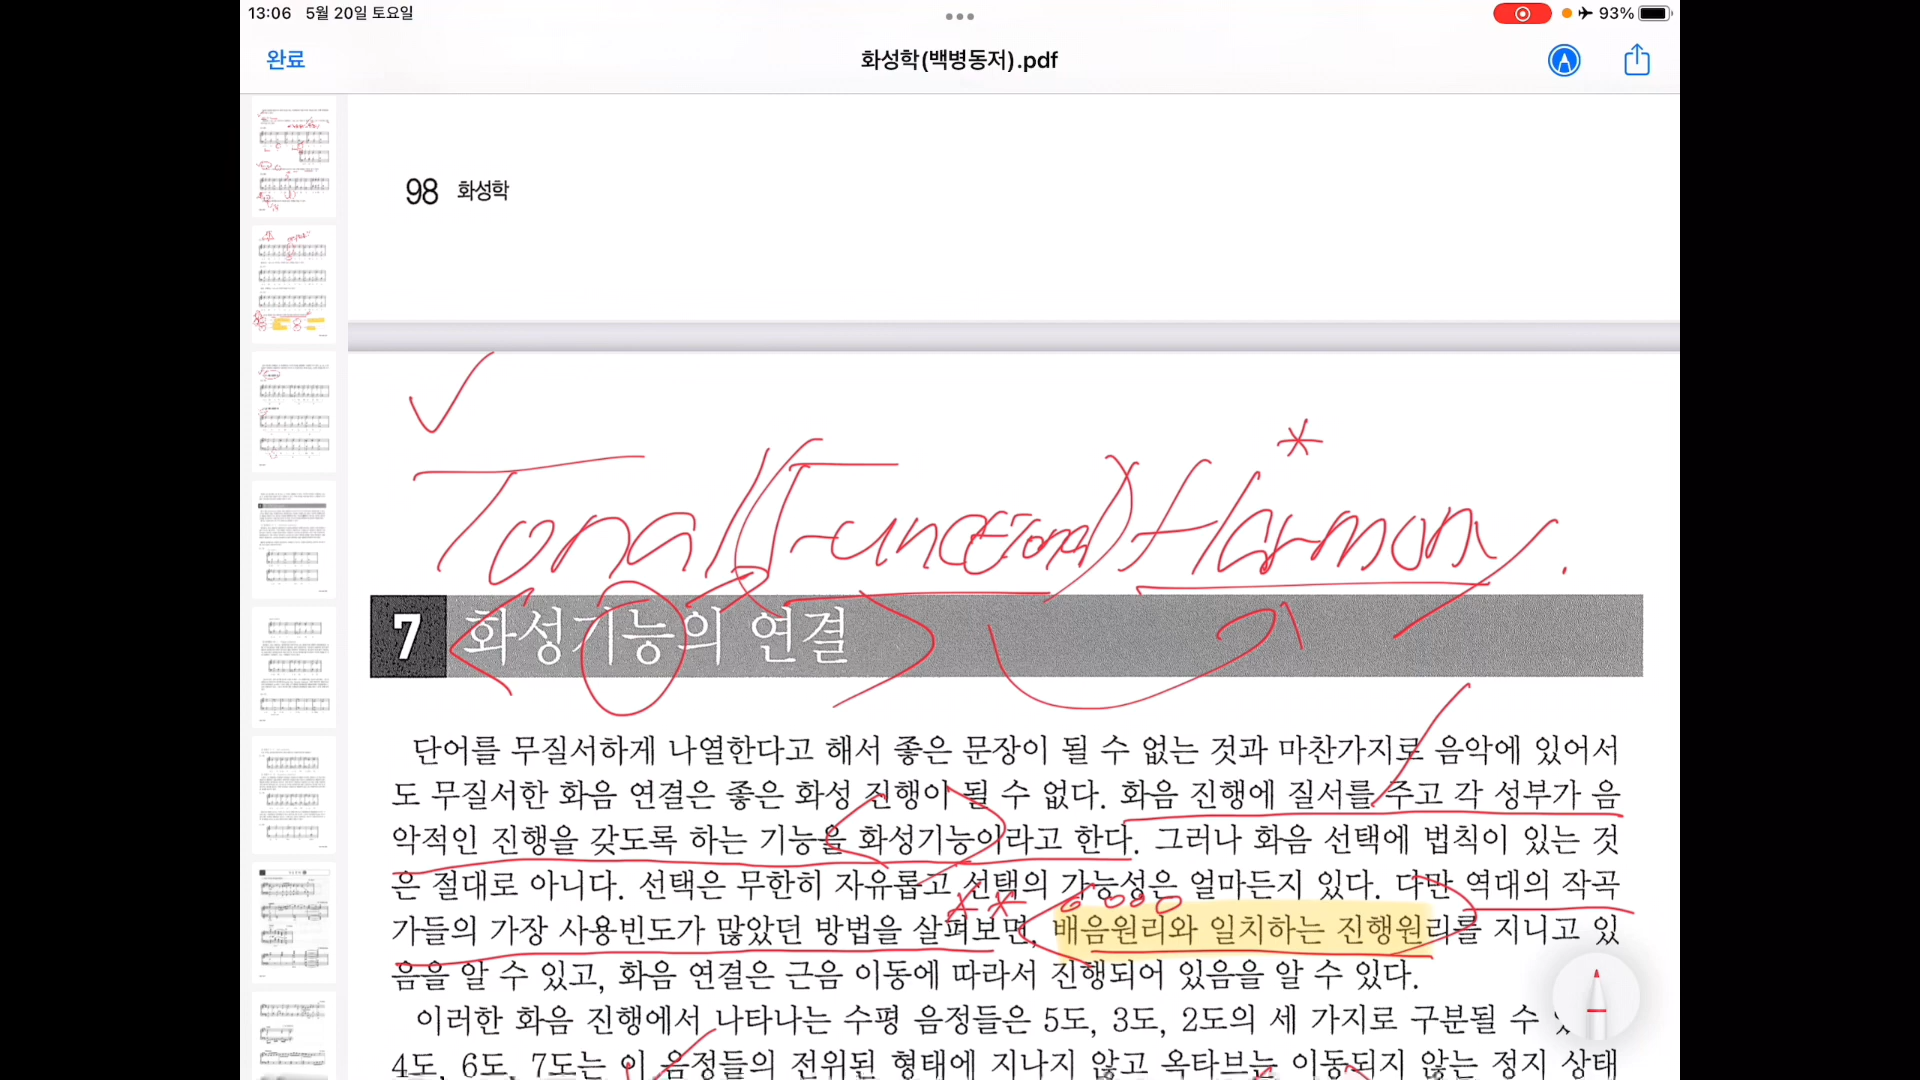 13:06 5월 20일 토요일
93%
완료
화성학(백병동저).pdf
98 화성학
Tonal (Functional) Harmony.
7 화성기능의 연결
단어를 무질서하게 나열한다고 해서 좋은 문장이 될 수 없는 것과 마찬가지로 음악에 있어서
도 무질서한 화음 연결은 좋은 화성 진행이 될 수 없다. 화음 진행에 질서를 주고 각 성부가 음
악적인 진행을 갖도록 하는 기능을 화성기능이라고 한다. 그러나 화음 선택에 법칙이 있는 것
은 절대로 아니다. 선택은 무한히 자유롭고 선택의 가능성은 얼마든지 있다. 다만 역대의 작곡
가들의 가장 사용빈도가 많았던 방법을 살펴보면, 배음원리와 일치하는 진행원리를 지니고 있
음을 알 수 있고, 화음 연결은 근음 이동에 따라서 진행되어 있음을 알 수 있다.
이러한 화음 진행에서 나타나는 수평 음정들은 5도, 3도, 2도의 세 가지로 구분될 수
4도, 6도, 7도는 이 음정들의 전위된 형태에 지나지 않고 옥타브는 이동되지 않는 정지 상태